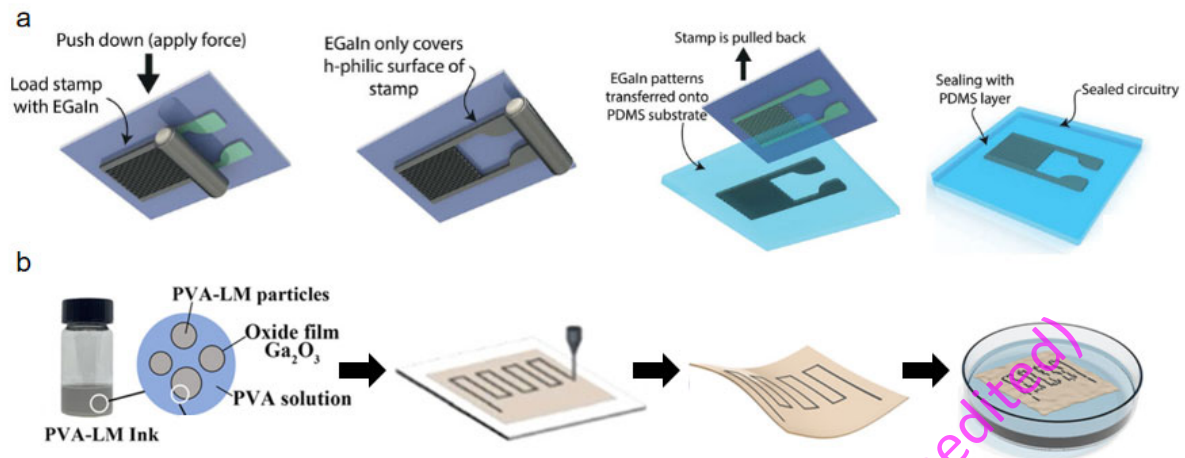 a
Push down (apply force)
Load stamp
with EGaIn
EGaIn only covers
h-philic surface of
stamp
Stamp is pulled back
EGaIn patterns
transferred onto
PDMS substrate
Sealing with
PDMS layer
Sealed circuitry
b
PVA-LM particles
Oxide film
Ga₂O₃
PVA solution
PVA-LM Ink
edited)